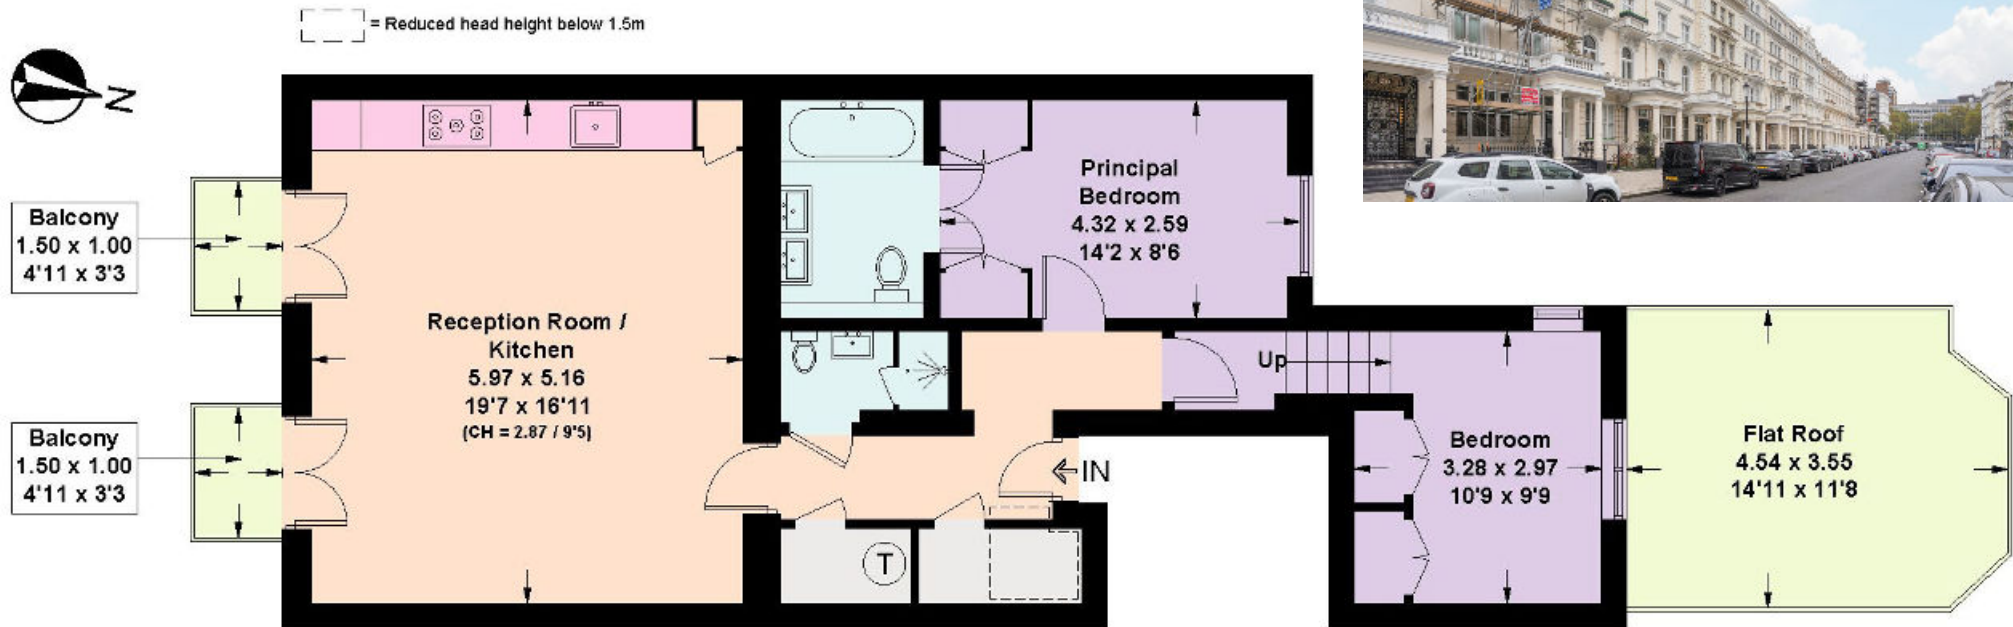 = Reduced head height below 1.5m
N
Balcony
1.50 x 1.00
4'11 x 3'3
Balcony
1.50 x 1.00
4'11 x 3'3
Reception Room /
Kitchen
5.97 x 5.16
19'7 x 16'11
(CH = 2.87 / 9'5)
Principal
Bedroom
4.32 x 2.59
14'2 x 8'6
Up
IN
T
Bedroom
3.28 x 2.97
10'9 x 9'9
Flat Roof
4.54 x 3.55
14'11 x 11'8